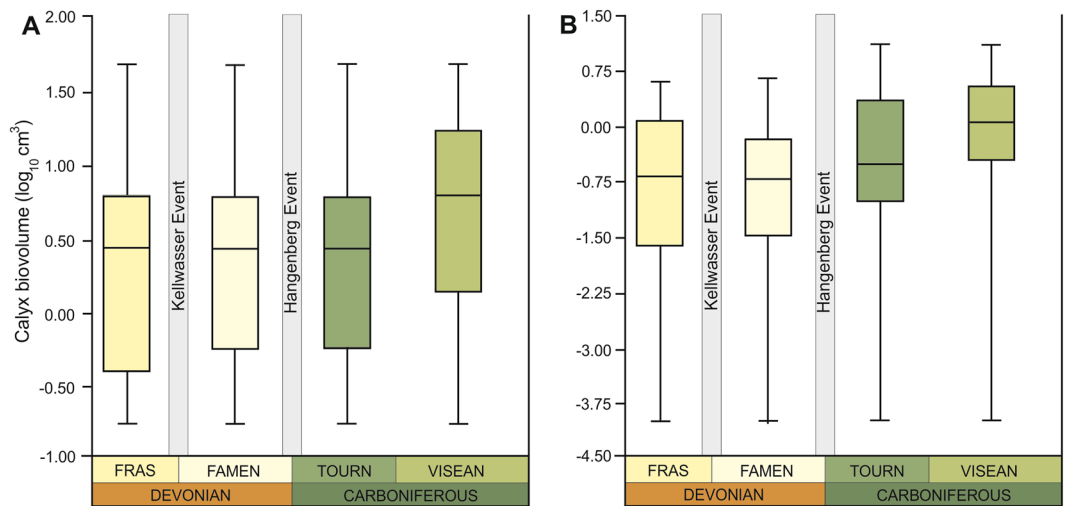 A
Calyx biovolume (log10 cm3)
2.00
1.50
1.00
0.50
0.00
-0.50
-1.00
Kellwasser Event
Hangenberg Event
FRAS FAMEN TOURN VISEAN
DEVONIAN CARBONIFEROUS
B
1.50
0.75
0.00
-0.75
-1.50
-2.25
-3.00
-3.75
-4.50
Kellwasser Event
Hangenberg Event
FRAS FAMEN TOURN VISEAN
DEVONIAN CARBONIFEROUS